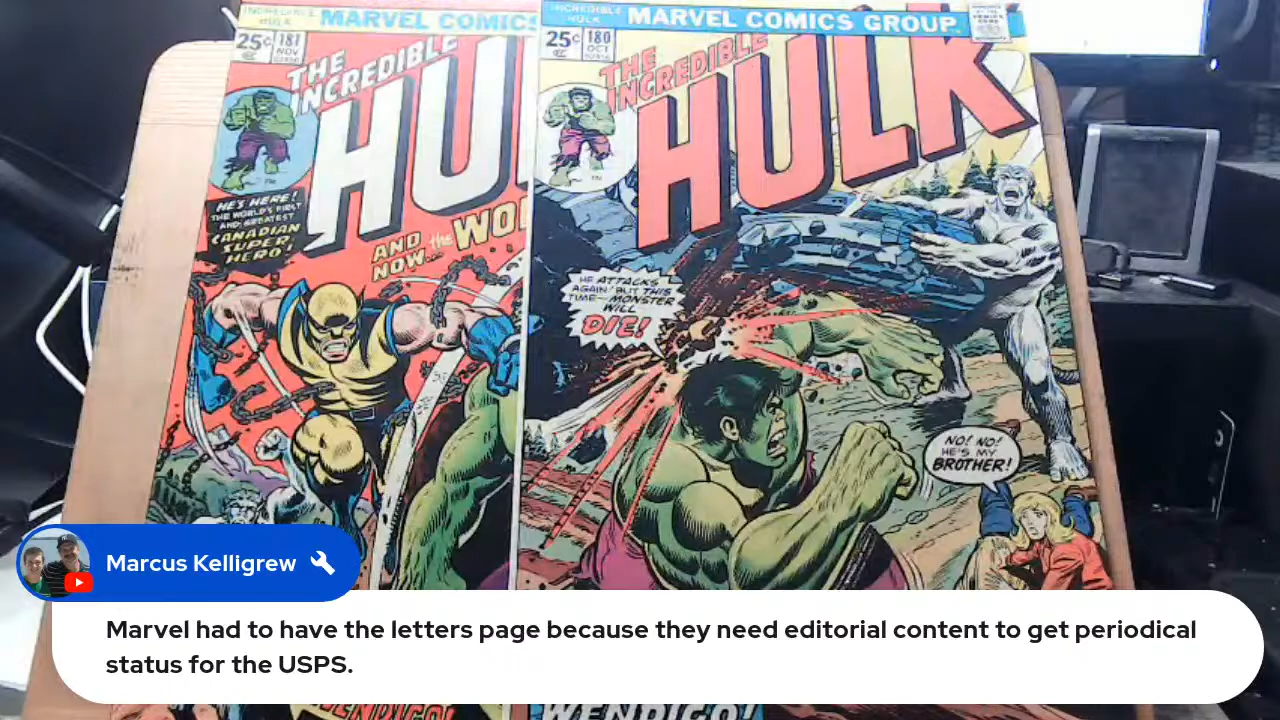 INCREDIBLE
HULK
MARVEL COMICS
25¢
181
NOV
THE
INCREDIBLE
HU
HE'S HERE!
THE WORLD'S FIRST
AND GREATEST
CANADIAN
SUPER
HERO!
AND
NOW...
the
WO
INCREDIBLE
HULK
MARVEL COMICS GROUP
25¢
180
OCT
THE
INCREDIBLE
HULK
HE ATTACKS
AGAIN! BUT THIS
TIME—MONSTER
WILL
DIE!
NO! NO!
HE'S MY
BROTHER!
Marcus Kelligrew
Marvel had to have the letters page because they need editorial content to get periodical
status for the USPS.
WENDIGO!
WENDIGO!